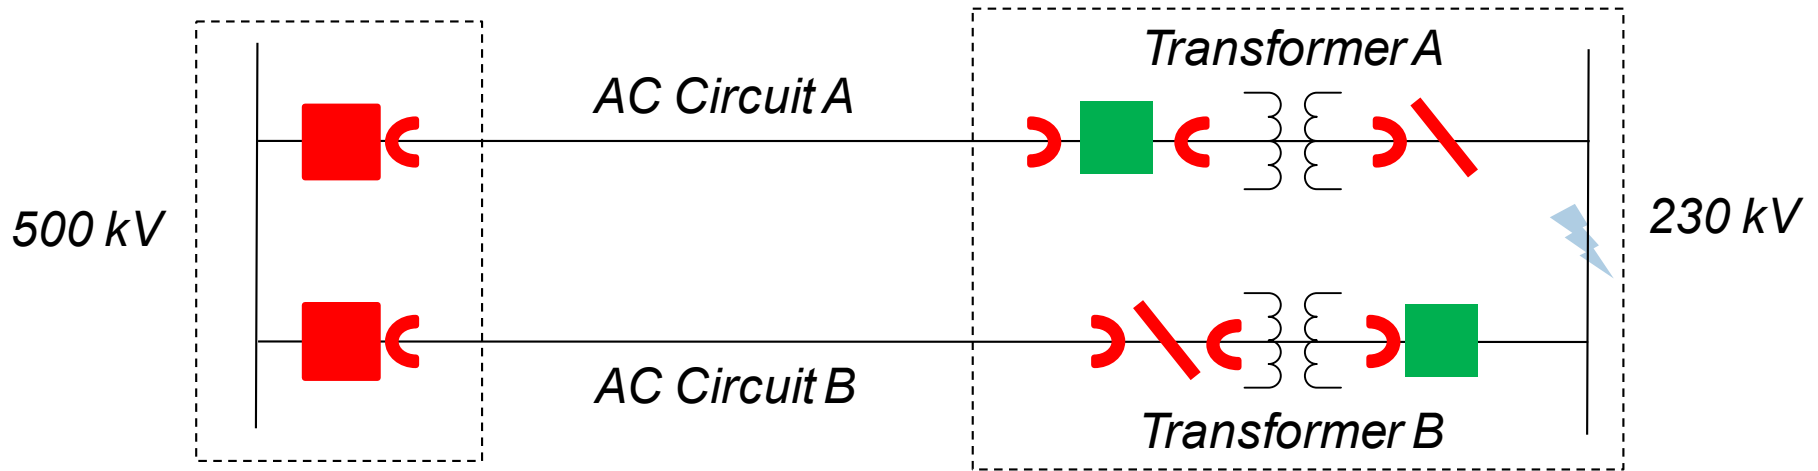 Transformer A
AC Circuit A
500 kV
230 kV
AC Circuit B
Transformer B